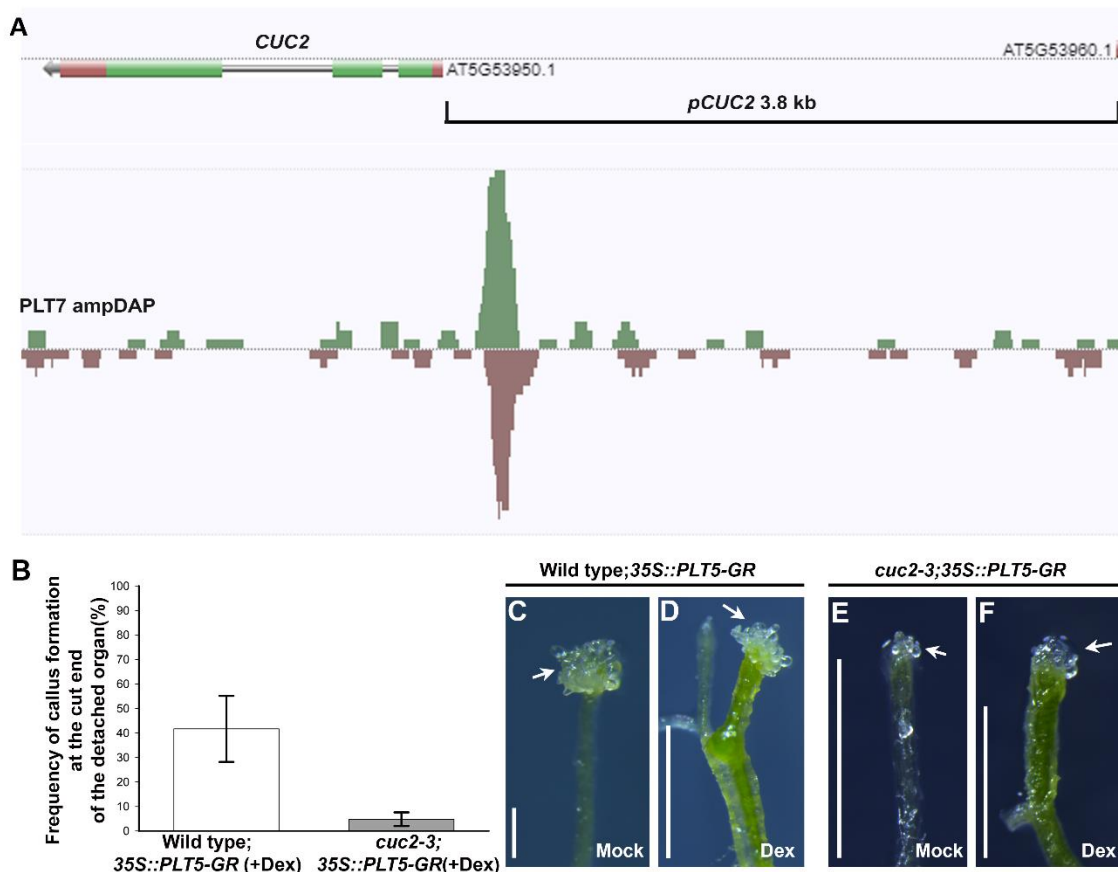 A
CUC2
AT5G53950.1
AT5G53960.1
pCUC2 3.8 kb
PLT7 ampDAP
B
Frequency of callus formation
at the cut end
of the detached organ(%)
100
90
80
70
60
50
40
30
20
10
0
Wild type;
35S::PLT5-GR (+Dex)
cuc2-3;
35S::PLT5-GR(+Dex)
Wild type;35S::PLT5-GR
cuc2-3;35S::PLT5-GR
C
Mock
D
Dex
E
Mock
F
Dex